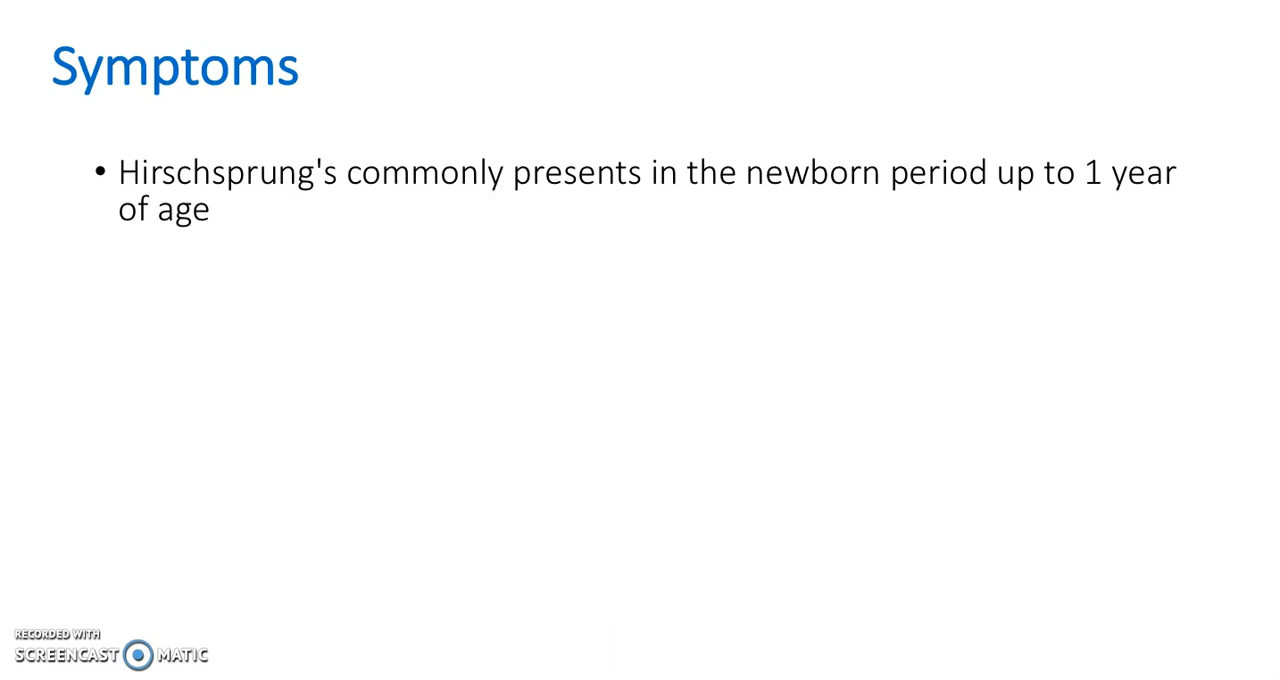 Symptoms
• Hirschsprung's commonly presents in the newborn period up to 1 year
of age
RECORDED WITH
SCREENCAST MATIC